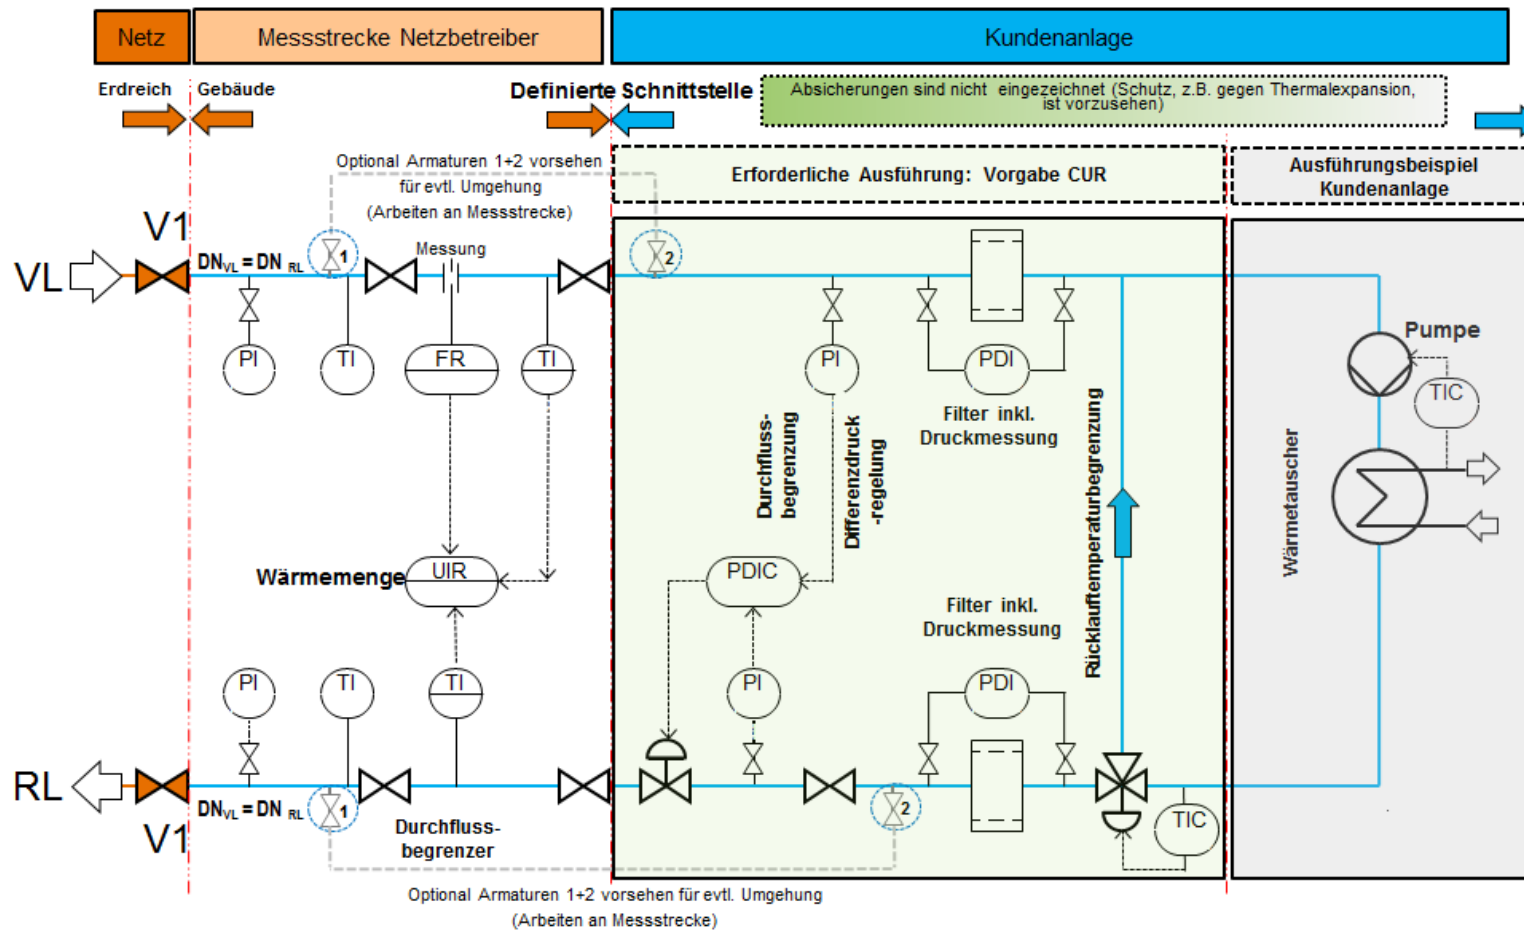 Netz
Messstrecke Netzbetreiber
Kundenanlage
Erdreich
Gebäude
Definierte Schnittstelle
Absicherungen sind nicht eingezeichnet (Schutz, z.B. gegen Thermalexpansion,
ist vorzusehen)
Optional Armaturen 1+2 vorsehen
für evtl. Umgehung
(Arbeiten an Messstrecke)
Erforderliche Ausführung: Vorgabe CUR
Ausführungsbeispiel
Kundenanlage
V1
VL
DN VL = DN RL
1
Messung
2
PI
TI
FR
TI
PI
PDI
Pumpe
TIC
Filter inkl.
Druckmessung
Durchfluss-
begrenzung
Differenzdruck
-regelung
Rücklauftemperaturbegrenzung
Wärmetauscher
Wärmemenge
UIR
PDIC
Filter inkl.
Druckmessung
PI
TI
TI
PI
PDI
RL
V1
DN VL = DN RL
1
2
TIC
Durchfluss-
begrenzer
Optional Armaturen 1+2 vorsehen für evtl. Umgehung
(Arbeiten an Messstrecke)